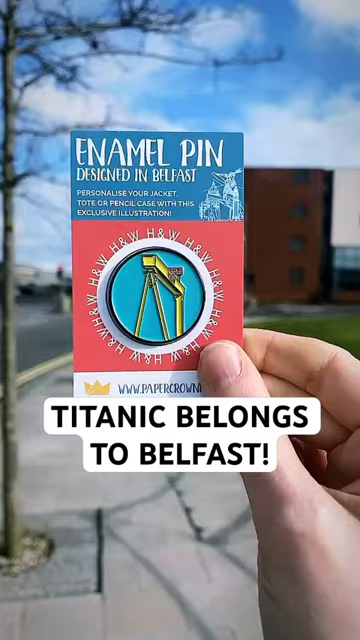 ENAMEL PIN
DESIGNED IN BELFAST
PERSONALISE YOUR JACKET,
TOTE OR PENCIL CASE WITH THIS
EXCLUSIVE ILLUSTRATION!
H&W H&W H&W H&W H&W H&W H&W H&W H&W H&W H&W
TITANIC BELONGS
TO BELFAST!